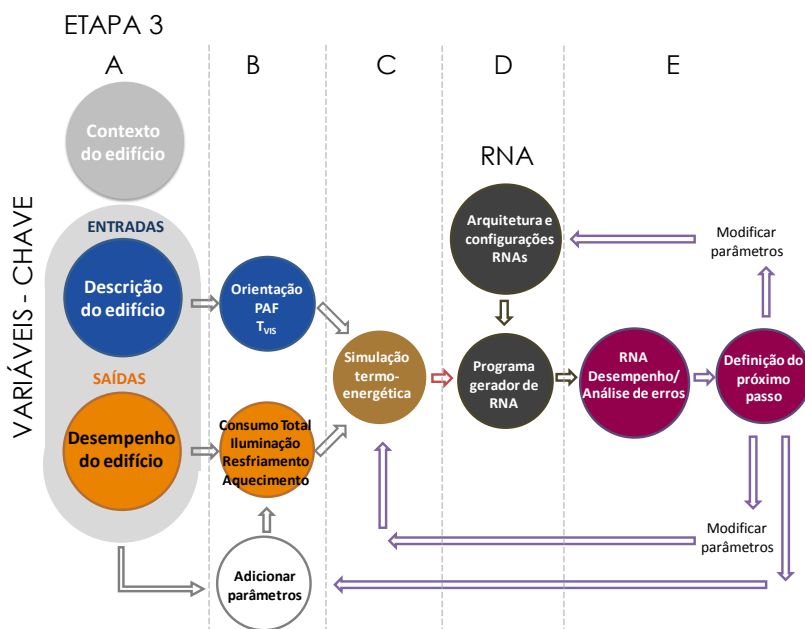 ETAPA 3
A
B
C
D
E
VARIÁVEIS - CHAVE
Contexto
do edifício
ENTRADAS
Descrição
do edifício
SAÍDAS
Desempenho
do edifício
Orientação
PAF
TVIS
Consumo Total
Iluminação
Resfriamento
Aquecimento
Adicionar
parâmetros
Simulação
termo-
energética
RNA
Arquitetura e
configurações
RNAs
Programa
gerador de
RNA
RNA
Desempenho/
Análise de erros
Modificar
parâmetros
Definição do
próximo
passo
Modificar
parâmetros